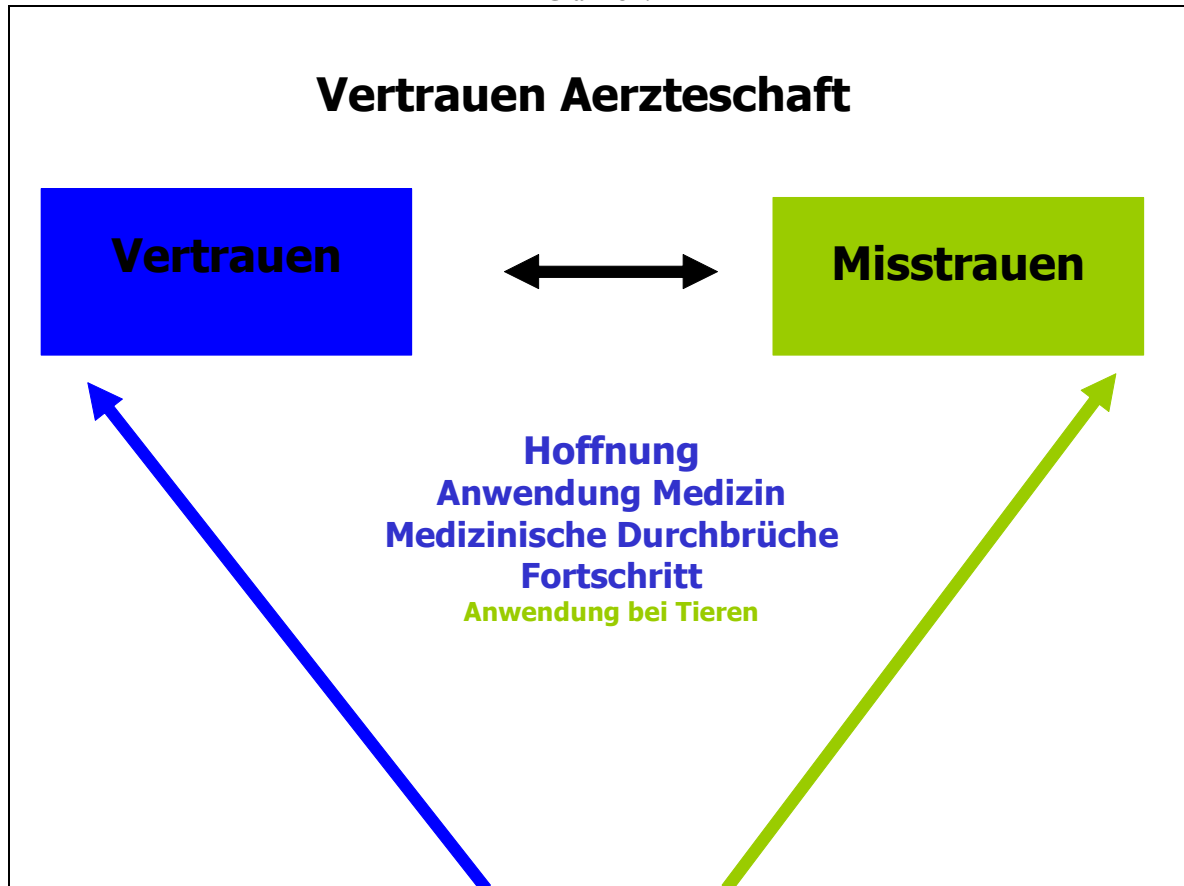 Vertrauen Aerzteschaft
Vertrauen
Misstrauen
Hoffnung
Anwendung Medizin
Medizinische Durchbrüche
Fortschritt
Anwendung bei Tieren